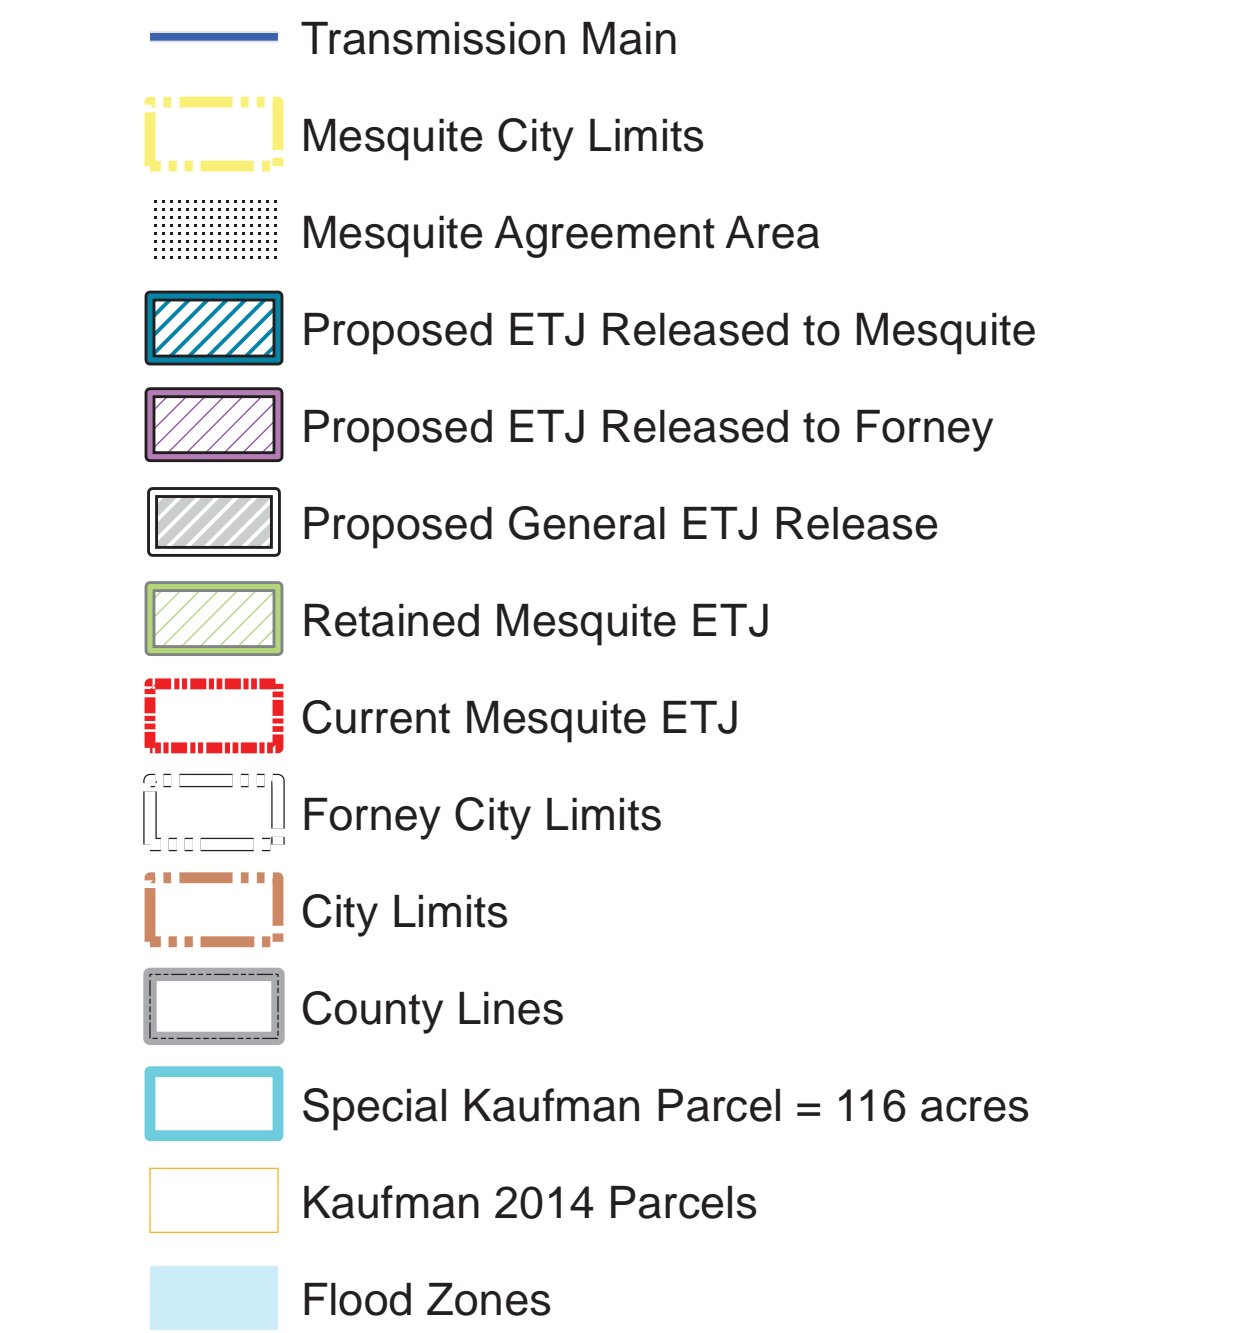 Transmission Main
Mesquite City Limits
Mesquite Agreement Area
Proposed ETJ Released to Mesquite
Proposed ETJ Released to Forney
Proposed General ETJ Release
Retained Mesquite ETJ
Current Mesquite ETJ
Forney City Limits
City Limits
County Lines
Special Kaufman Parcel = 116 acres
Kaufman 2014 Parcels
Flood Zones